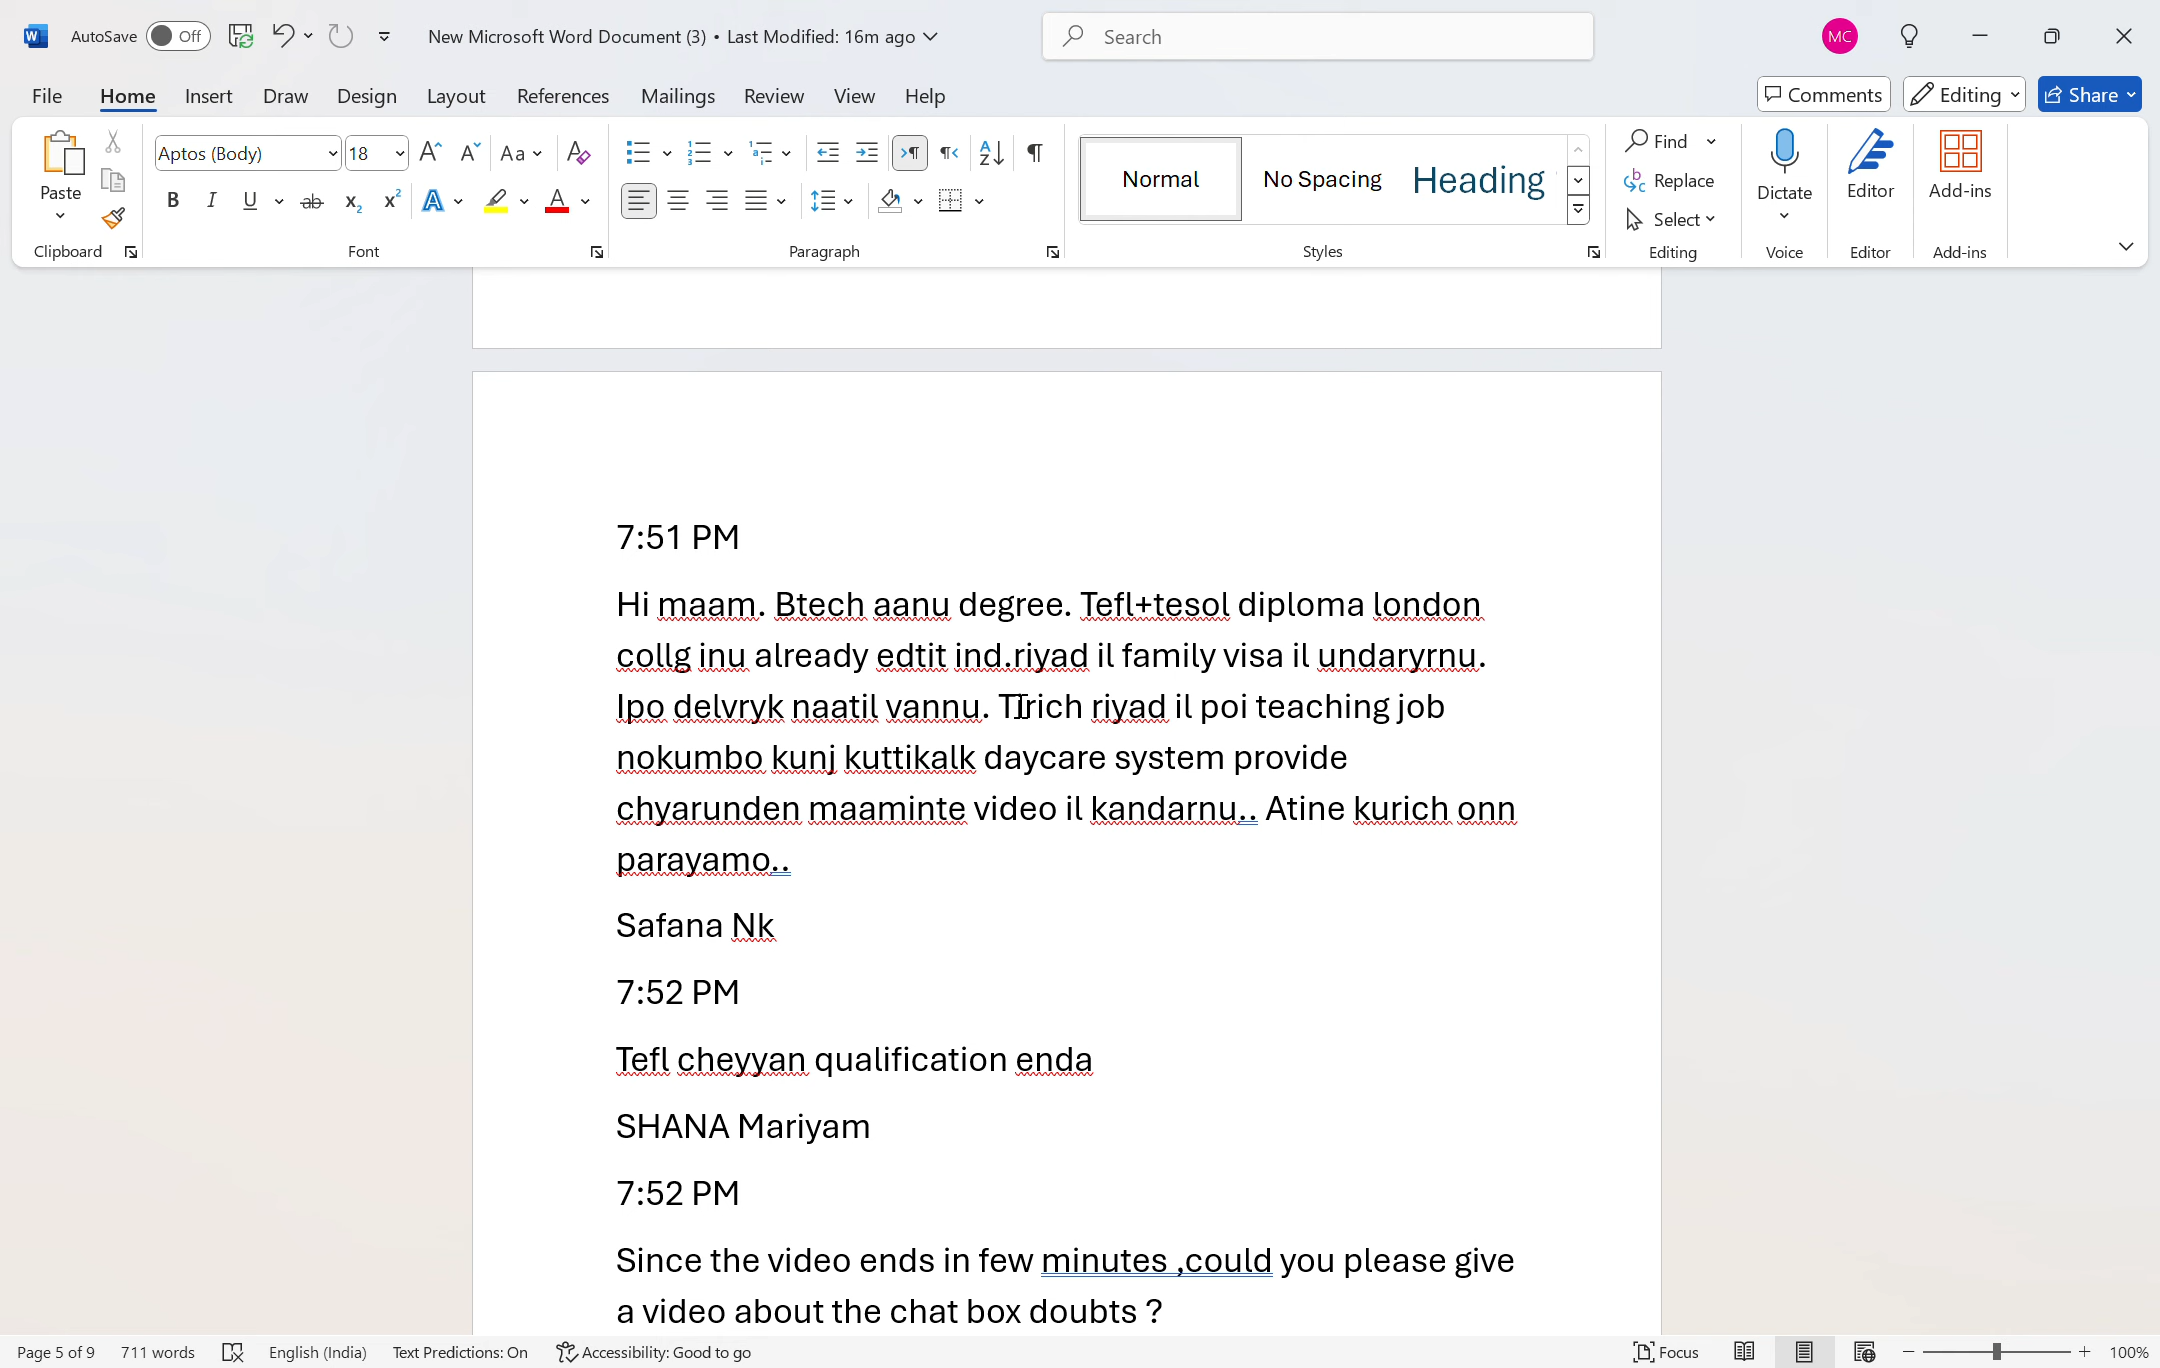 AutoSave Off New Microsoft Word Document (3) • Last Modified: 16m ago Search MC
File Home Insert Draw Design Layout References Mailings Review View Help Comments Editing Share
Paste Aptos (Body) 18 Normal No Spacing Heading Find Replace Select Dictate Editor Add-ins
Clipboard Font Paragraph Styles Editing Voice Editor Add-ins
7:51 PM
Hi maam. Btech aanu degree. Tefl+tesol diploma london
collg inu already edtit ind.riyad il family visa il undaryrnu.
Ipo delvryk naatil vannu. Tirich riyad il poi teaching job
nokumbo kunj kuttikalk daycare system provide
chyarunden maaminte video il kandarnu.. Atine kurich onn
parayamo..
Safana Nk
7:52 PM
Tefl cheyyan qualification enda
SHANA Mariyam
7:52 PM
Since the video ends in few minutes ,could you please give
a video about the chat box doubts ?
Page 5 of 9 711 words English (India) Text Predictions: On Accessibility: Good to go Focus 100%